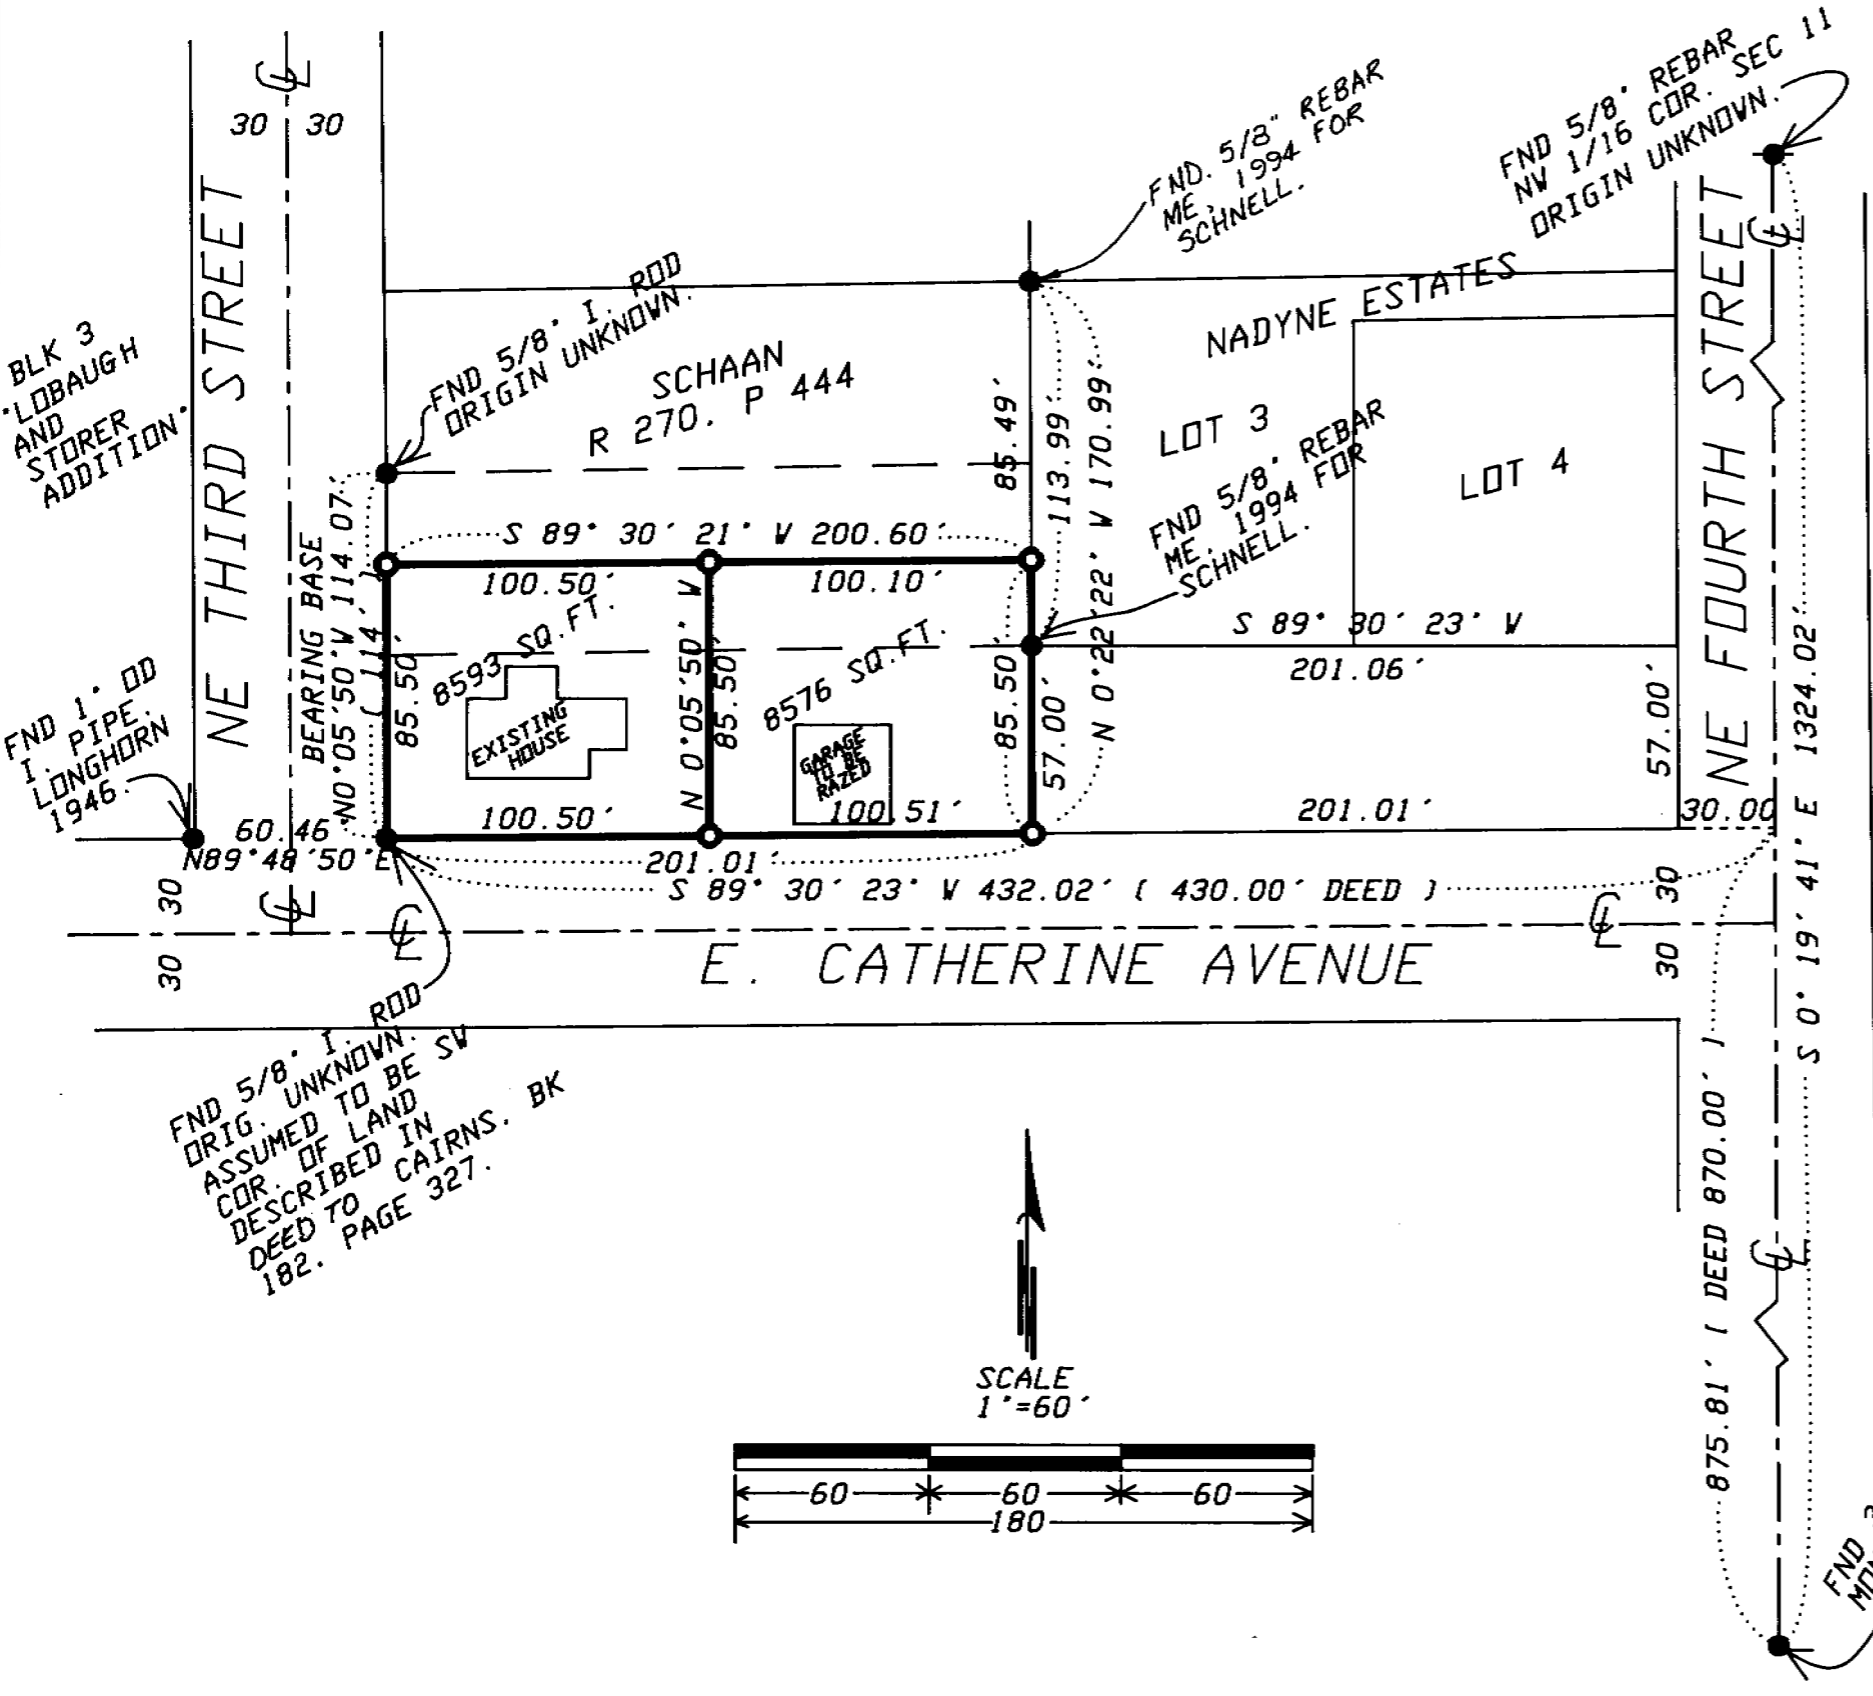 30 30
NE THIRD STREET
BLK 3
"LOBAUGH
AND
STORER
ADDITION"
FND 5/8" I. ROD
ORIGIN UNKNOWN.
SCHAAN
R 270. P 444
FND. 5/8" REBAR
ME, 1994 FOR
SCHNELL.
FND 5/8" REBAR
NW 1/16 COR. SEC 11
ORIGIN UNKNOWN.
NADYNE ESTATES
LOT 3
LOT 4
NE FOURTH STREET
85.49'
113.99'
N 0°22'22" W 170.99'
FND 5/8" REBAR
ME, 1994 FOR
SCHNELL.
S 89° 30' 21" W 200.60'
100.50'
100.10'
BEARING BASE
N0°05'50"W 114.07'
( 114' )
85.50'
8593 SQ.FT.
EXISTING
HOUSE
N 0°05'50" W
85.50'
8576 SQ.FT.
GARAGE
TO BE
RAZED
85.50'
57.00'
S 89° 30' 23" W
201.06'
57.00'
S 0° 19' 41" E 1324.02'
FND 1" OD
I. PIPE.
LONGHORN
1946.
60.46'
N89°48'50"E
100.50'
100.51'
201.01'
30.00
201.01'
S 89° 30' 23" W 432.02' ( 430.00' DEED )
30
30
30
30
E. CATHERINE AVENUE
FND 5/8" I. ROD
ORIG. UNKNOWN.
ASSUMED TO BE SW
COR. OF LAND
DESCRIBED IN
DEED TO CAIRNS. BK
182. PAGE 327.
875.81' ( DEED 870.00' )
SCALE
1"=60'
60 60 60
180
FND